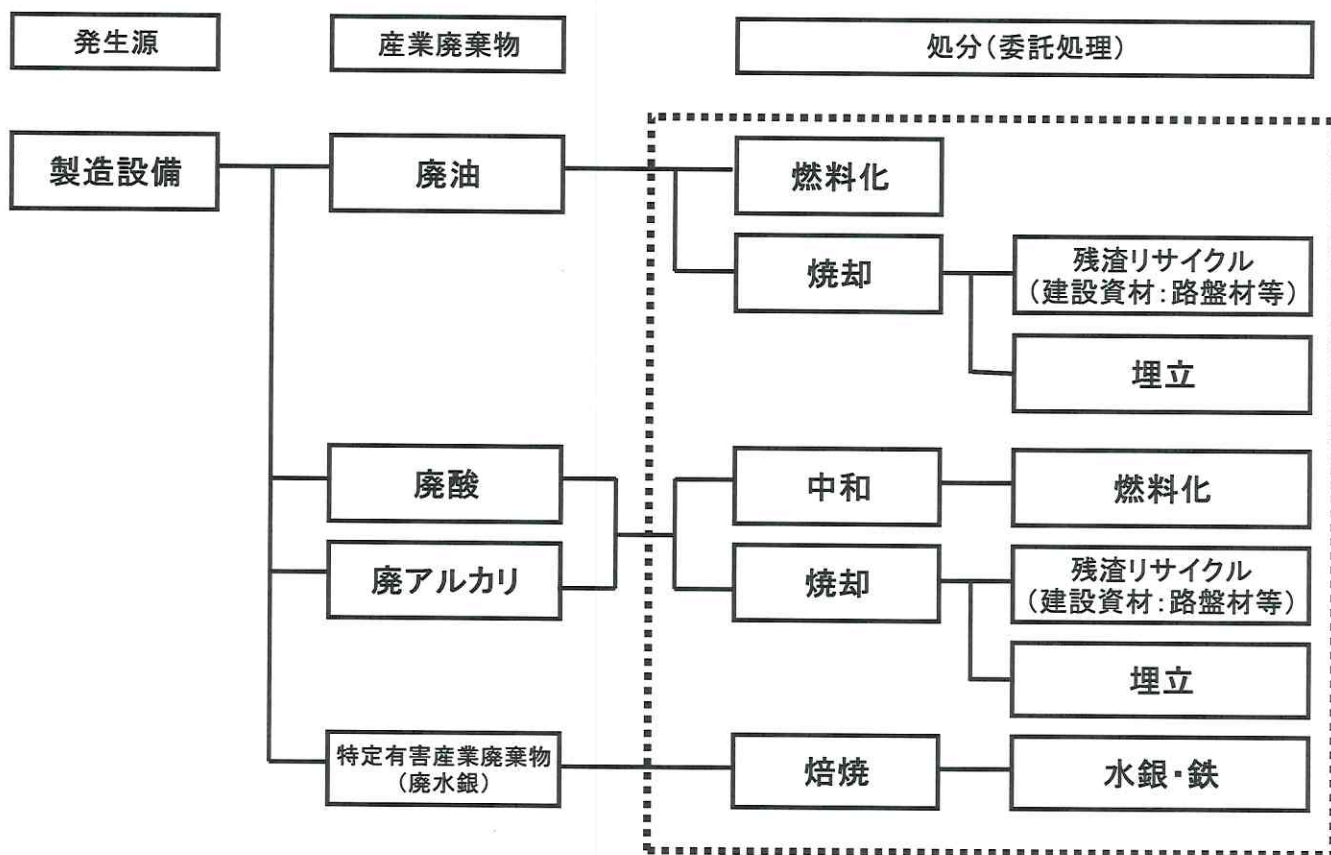 発生源
産業廃棄物
処分(委託処理)
製造設備
廃油
燃料化
焼却
残渣リサイクル
(建設資材:路盤材等)
埋立
廃酸
中和
燃料化
廃アルカリ
焼却
残渣リサイクル
(建設資材:路盤材等)
埋立
特定有害産業廃棄物
(廃水銀)
焙焼
水銀・鉄